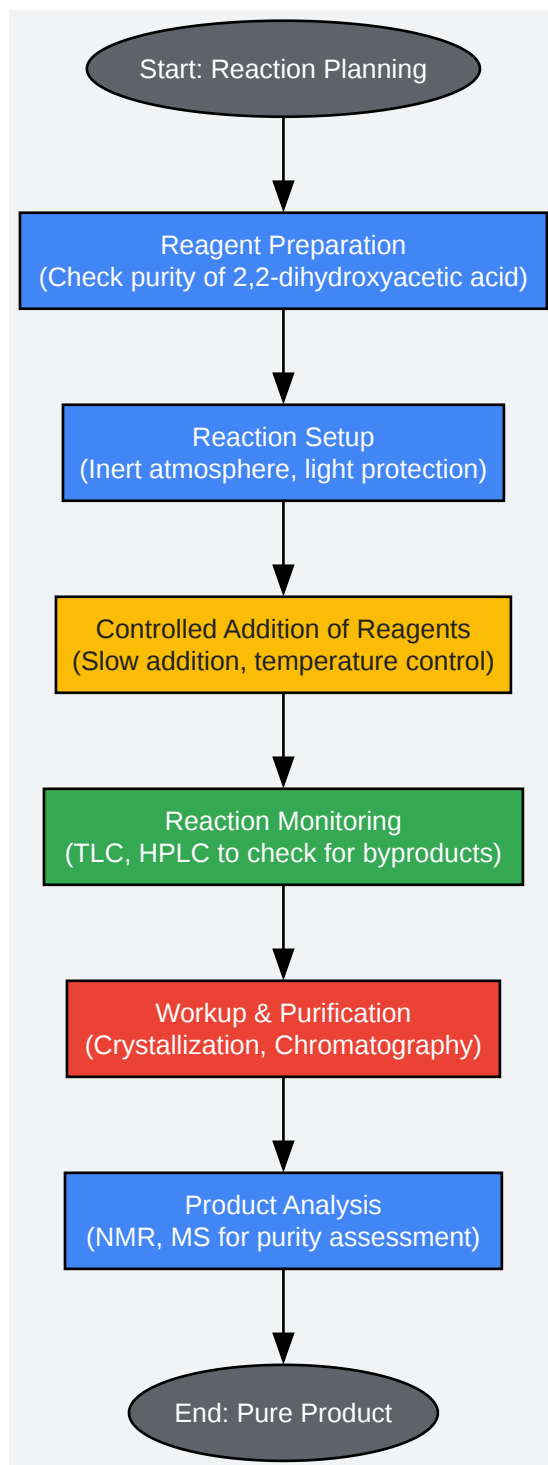 Start: Reaction Planning
Reagent Preparation
(Check purity of 2,2-dihydroxyacetic acid)
Reaction Setup
(Inert atmosphere, light protection)
Controlled Addition of Reagents
(Slow addition, temperature control)
Reaction Monitoring
(TLC, HPLC to check for byproducts)
Workup & Purification
(Crystallization, Chromatography)
Product Analysis
(NMR, MS for purity assessment)
End: Pure Product